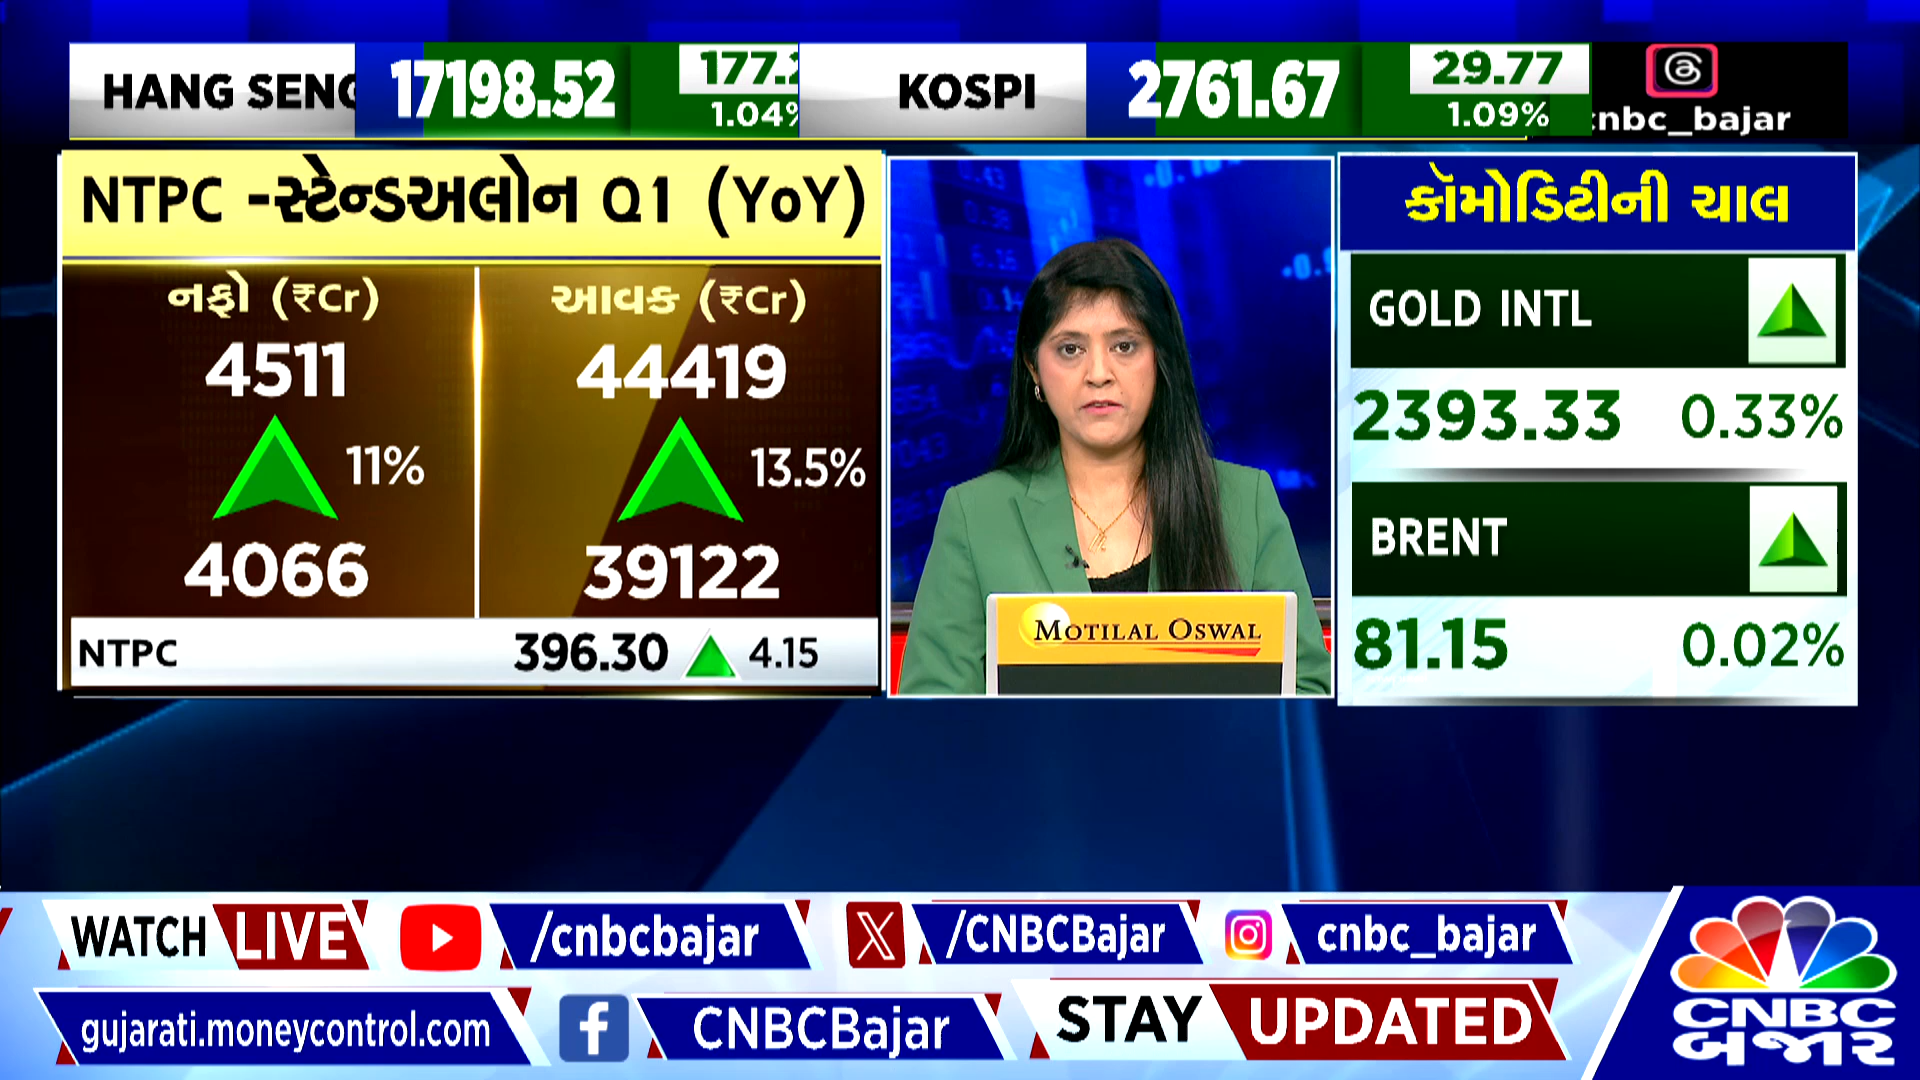 HANG SENG
17198.52
177.2
1.04%
KOSPI
2761.67
29.77
1.09%
cnbc_bajar
NTPC -સ્ટેન્ડઅલોન Q1 (YoY)
નફો (₹Cr)
4511
11%
4066
આવક (₹Cr)
44419
13.5%
39122
NTPC 396.30 4.15
MOTILAL OSWAL
કૉમોડિટીની ચાલ
GOLD INTL
2393.33 0.33%
BRENT
81.15 0.02%
WATCH LIVE /cnbcbajar /CNBCBajar cnbc_bajar
gujarati.moneycontrol.com CNBCBajar STAY UPDATED
CNBC
બજાર